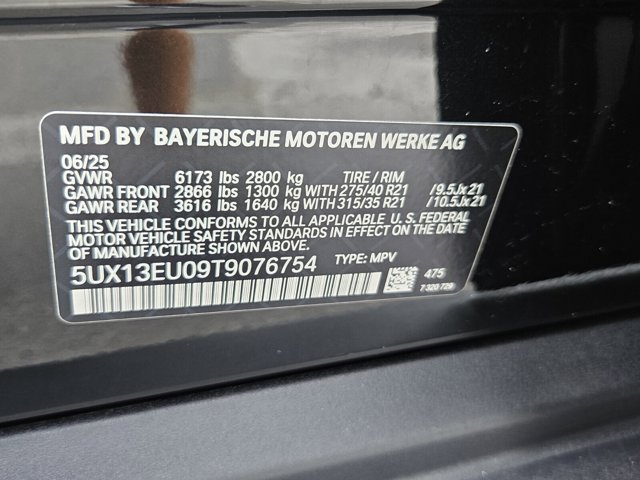 MFD BY BAYERISCHE MOTOREN WERKE AG
06/25
GVWR 6173 lbs 2800 kg TIRE / RIM
GAWR FRONT 2866 lbs 1300 kg WITH 275/40 R21 /9.5Jx21
GAWR REAR 3616 lbs 1640 kg WITH 315/35 R21 /10.5Jx21
THIS VEHICLE CONFORMS TO ALL APPLICABLE U. S. FEDERAL
MOTOR VEHICLE SAFETY STANDARDS IN EFFECT ON THE DATE
OF MANUFACTURE SHOWN ABOVE.
5UX13EU09T9076754 TYPE: MPV
475
7 320 729